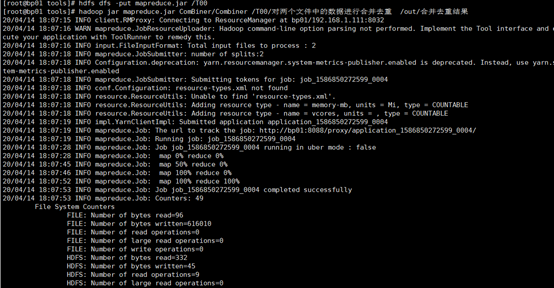 [root@bp01 tools]# hdfs dfs -put mapreduce.jar /T00
[root@bp01 tools]# hadoop jar mapreduce.jar ComBiner/Combiner /T00/对两个文件中的数据进行合并去重  /out/合并去重结果
20/04/14 18:07:15 INFO client.RMProxy: Connecting to ResourceManager at bp01/192.168.1.111:8032
20/04/14 18:07:16 WARN mapreduce.JobResourceUploader: Hadoop command-line option parsing not performed. Implement the Tool interface and e
cute your application with ToolRunner to remedy this.
20/04/14 18:07:16 INFO input.FileInputFormat: Total input files to process : 2
20/04/14 18:07:18 INFO mapreduce.JobSubmitter: number of splits:2
20/04/14 18:07:18 INFO Configuration.deprecation: yarn.resourcemanager.system-metrics-publisher.enabled is deprecated. Instead, use yarn.s
tem-metrics-publisher.enabled
20/04/14 18:07:18 INFO mapreduce.JobSubmitter: Submitting tokens for job: job_1586850272599_0004
20/04/14 18:07:19 INFO conf.Configuration: resource-types.xml not found
20/04/14 18:07:19 INFO resource.ResourceUtils: Unable to find 'resource-types.xml'.
20/04/14 18:07:19 INFO resource.ResourceUtils: Adding resource type - name = memory-mb, units = Mi, type = COUNTABLE
20/04/14 18:07:19 INFO resource.ResourceUtils: Adding resource type - name = vcores, units = , type = COUNTABLE
20/04/14 18:07:19 INFO impl.YarnClientImpl: Submitted application application_1586850272599_0004
20/04/14 18:07:19 INFO mapreduce.Job: The url to track the job: http://bp01:8088/proxy/application_1586850272599_0004/
20/04/14 18:07:19 INFO mapreduce.Job: Running job: job_1586850272599_0004
20/04/14 18:07:28 INFO mapreduce.Job: Job job_1586850272599_0004 running in uber mode : false
20/04/14 18:07:28 INFO mapreduce.Job:  map 0% reduce 0%
20/04/14 18:07:45 INFO mapreduce.Job:  map 50% reduce 0%
20/04/14 18:07:46 INFO mapreduce.Job:  map 100% reduce 0%
20/04/14 18:07:52 INFO mapreduce.Job:  map 100% reduce 100%
20/04/14 18:07:53 INFO mapreduce.Job: Job job_1586850272599_0004 completed successfully
20/04/14 18:07:53 INFO mapreduce.Job: Counters: 49
File System Counters
FILE: Number of bytes read=96
FILE: Number of bytes written=616010
FILE: Number of read operations=0
FILE: Number of large read operations=0
FILE: Number of write operations=0
HDFS: Number of bytes read=332
HDFS: Number of bytes written=45
HDFS: Number of read operations=9
HDFS: Number of large read operations=0